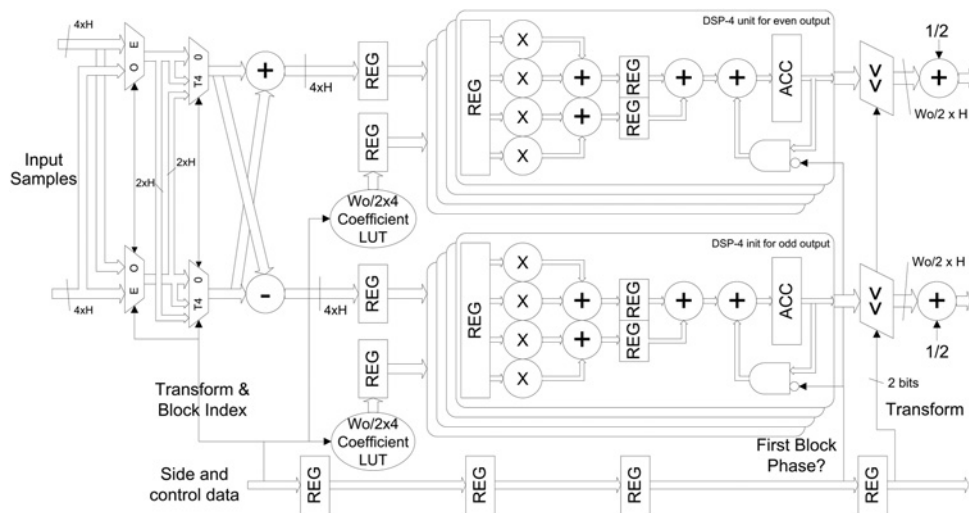 4xH
E
O
0
T4
+
4xH
REG
DSP-4 unit for even output
REG
X
X
X
X
+
+
REG
REG
+
+
ACC
<<
1/2
+
Wo/2 x H
Input
Samples
2xH
2xH
REG
Wo/2x4
Coefficient
LUT
4xH
O
E
0
T4
-
4xH
REG
DSP-4 init for odd output
REG
X
X
X
X
+
+
REG
REG
+
+
ACC
<<
Wo/2 x H
+
1/2
REG
Wo/2x4
Coefficient
LUT
Transform &
Block Index
2 bits
Transform
First Block
Phase?
Side and
control data
REG
REG
REG
REG